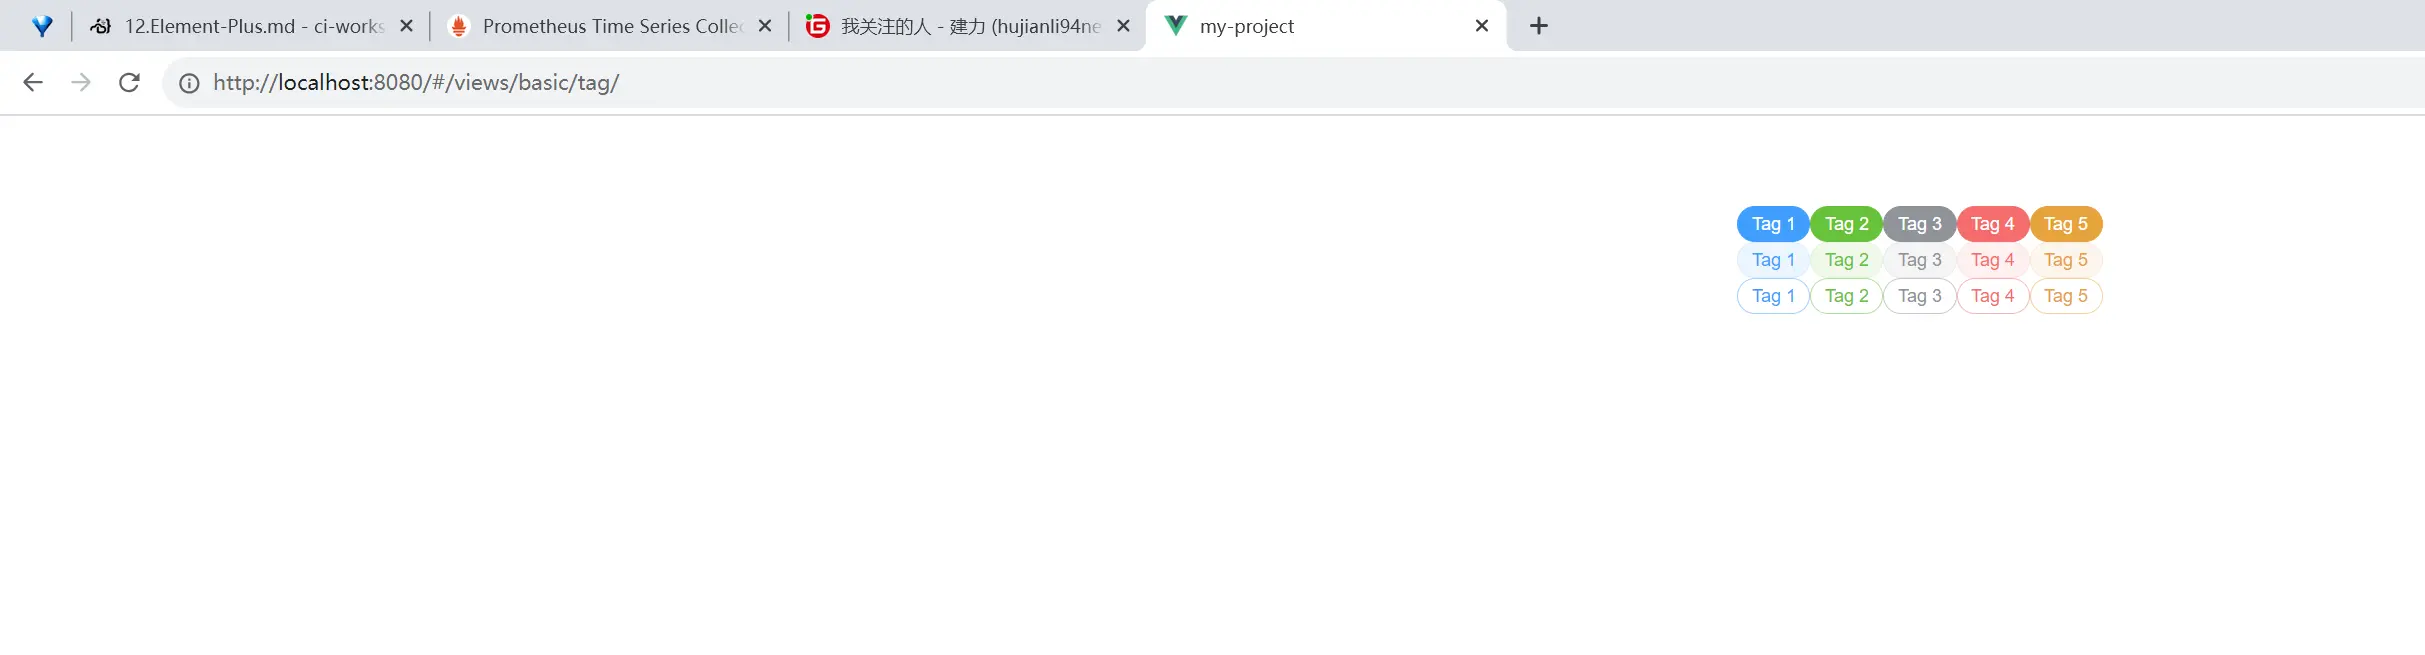 12.Element-Plus.md - ci-works
Prometheus Time Series Collec
我关注的人 - 建力 (hujianli94ne
my-project
http://localhost:8080/#/views/basic/tag/
Tag 1 Tag 2 Tag 3 Tag 4 Tag 5
Tag 1 Tag 2 Tag 3 Tag 4 Tag 5
Tag 1 Tag 2 Tag 3 Tag 4 Tag 5